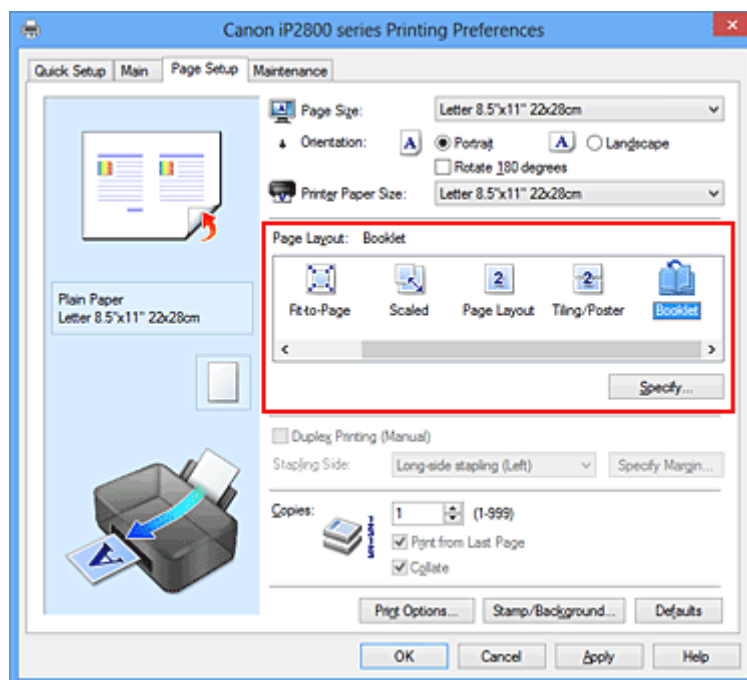 Canon iP2800 series Printing Preferences
Quick Setup Main Page Setup Maintenance
Page Size: Letter 8.5"x11" 22x28cm
Orientation: A Portrait A Landscape
Rotate 180 degrees
Printer Paper Size: Letter 8.5"x11" 22x28cm
Page Layout: Booklet
2 2
Fit-to-Page Scaled Page Layout Tiling/Poster Booklet
Specify...
Plain Paper
Letter 8.5"x11" 22x28cm
Duplex Printing (Manual)
Stapling Side: Long-side stapling (Left) Specify Margin...
Copies: 1 (1-999)
Print from Last Page
Collate
A
Print Options... Stamp/Background... Defaults
OK Cancel Apply Help